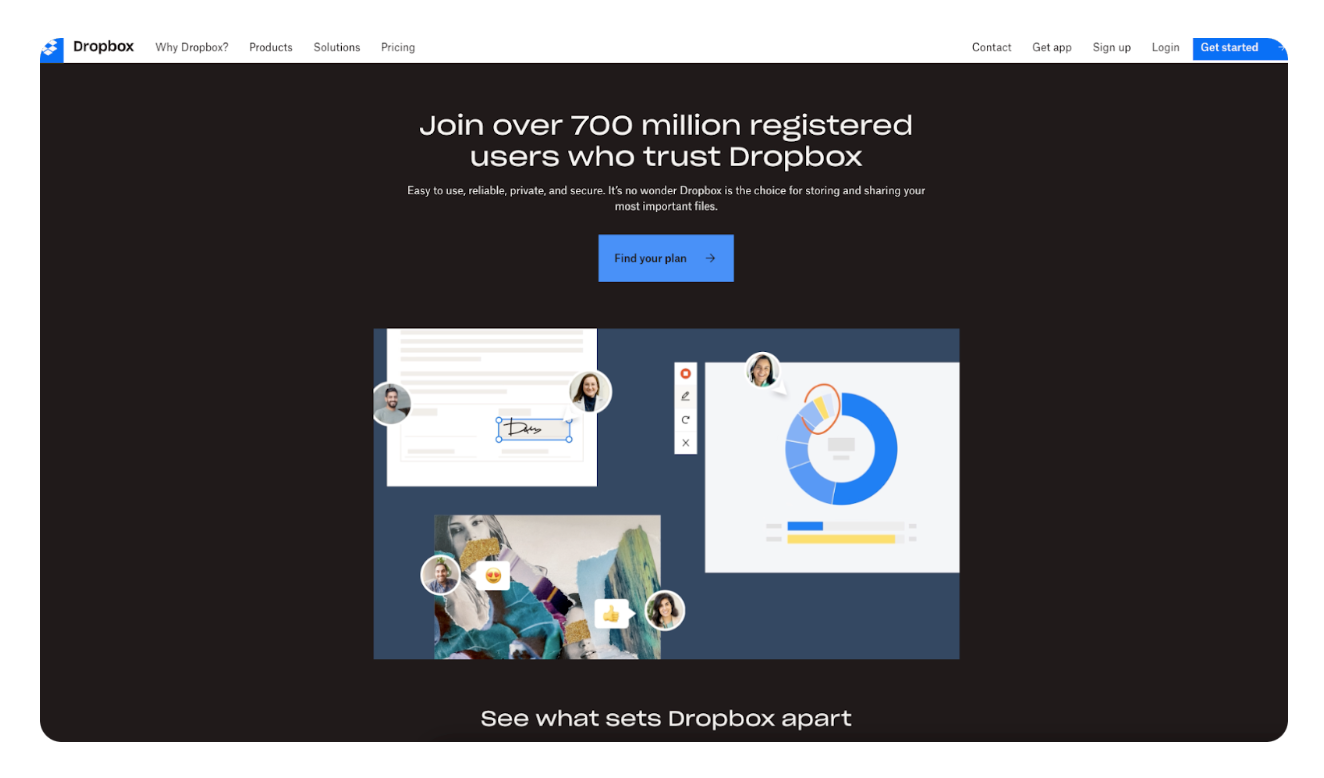 Dropbox Why Dropbox? Products Solutions Pricing Contact Get app Sign up Login Get started
Join over 700 million registered
users who trust Dropbox
Easy to use, reliable, private, and secure. It's no wonder Dropbox is the choice for storing and sharing your
most important files.
Find your plan
See what sets Dropbox apart